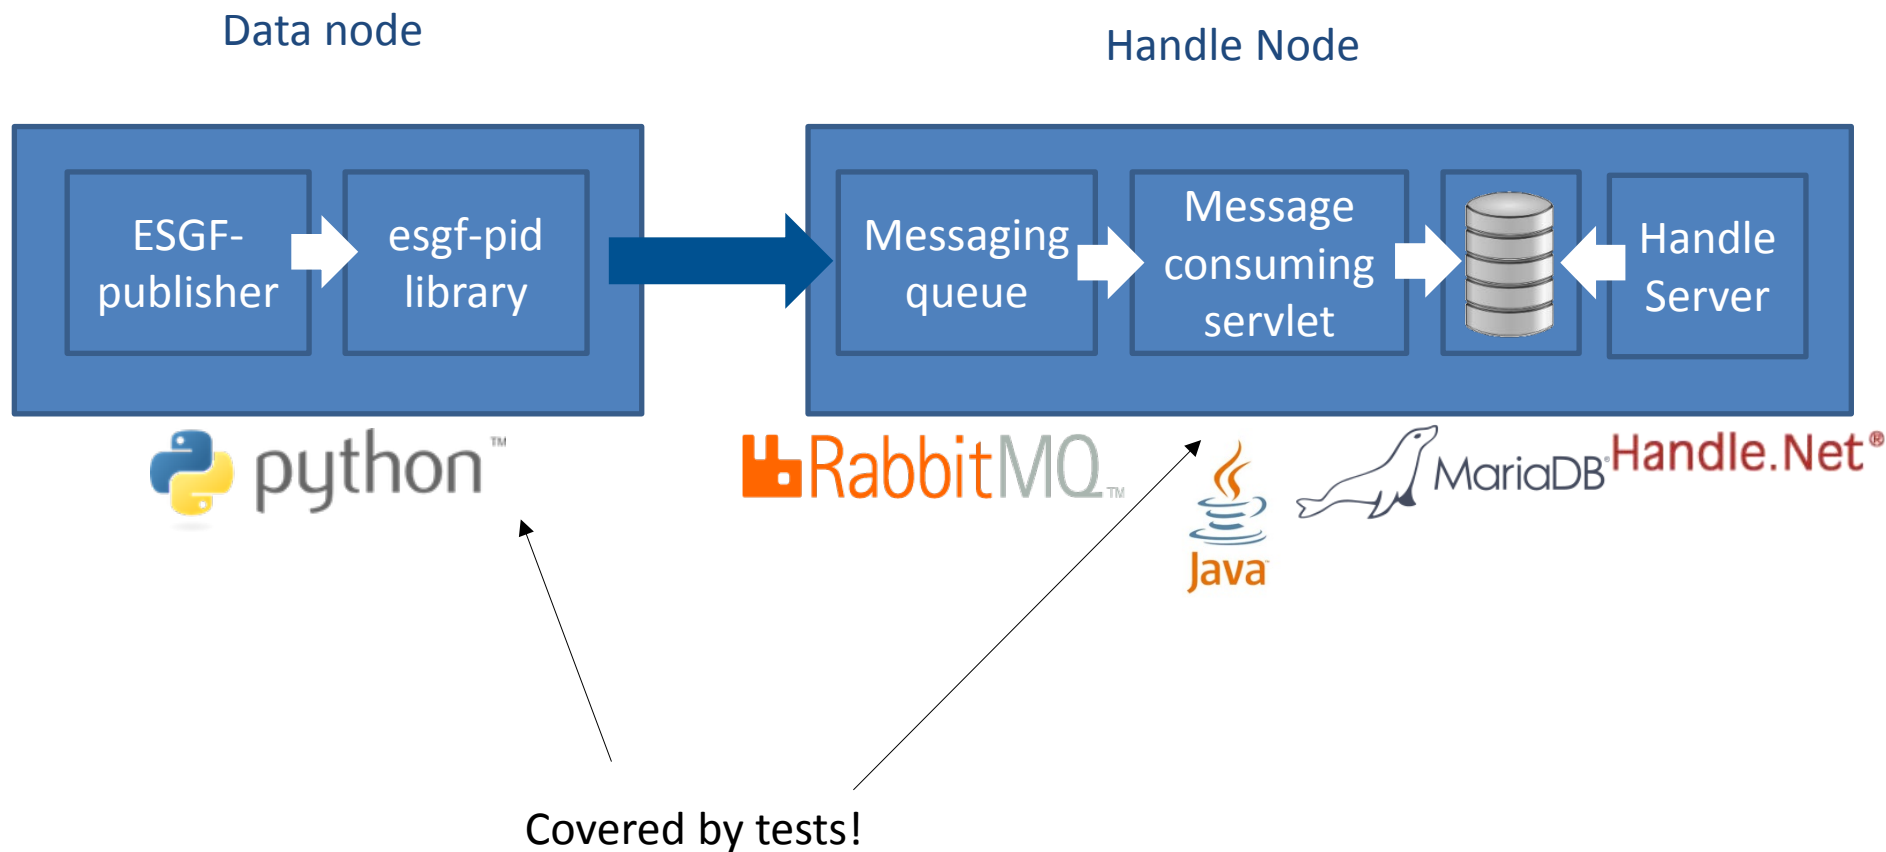 Data node
Handle Node
ESGF-
publisher
esgf-pid
library
Messaging
queue
Message
consuming
servlet
Handle
Server
python™
RabbitMQ™
Java™
MariaDB®
Handle.Net®
Covered by tests!